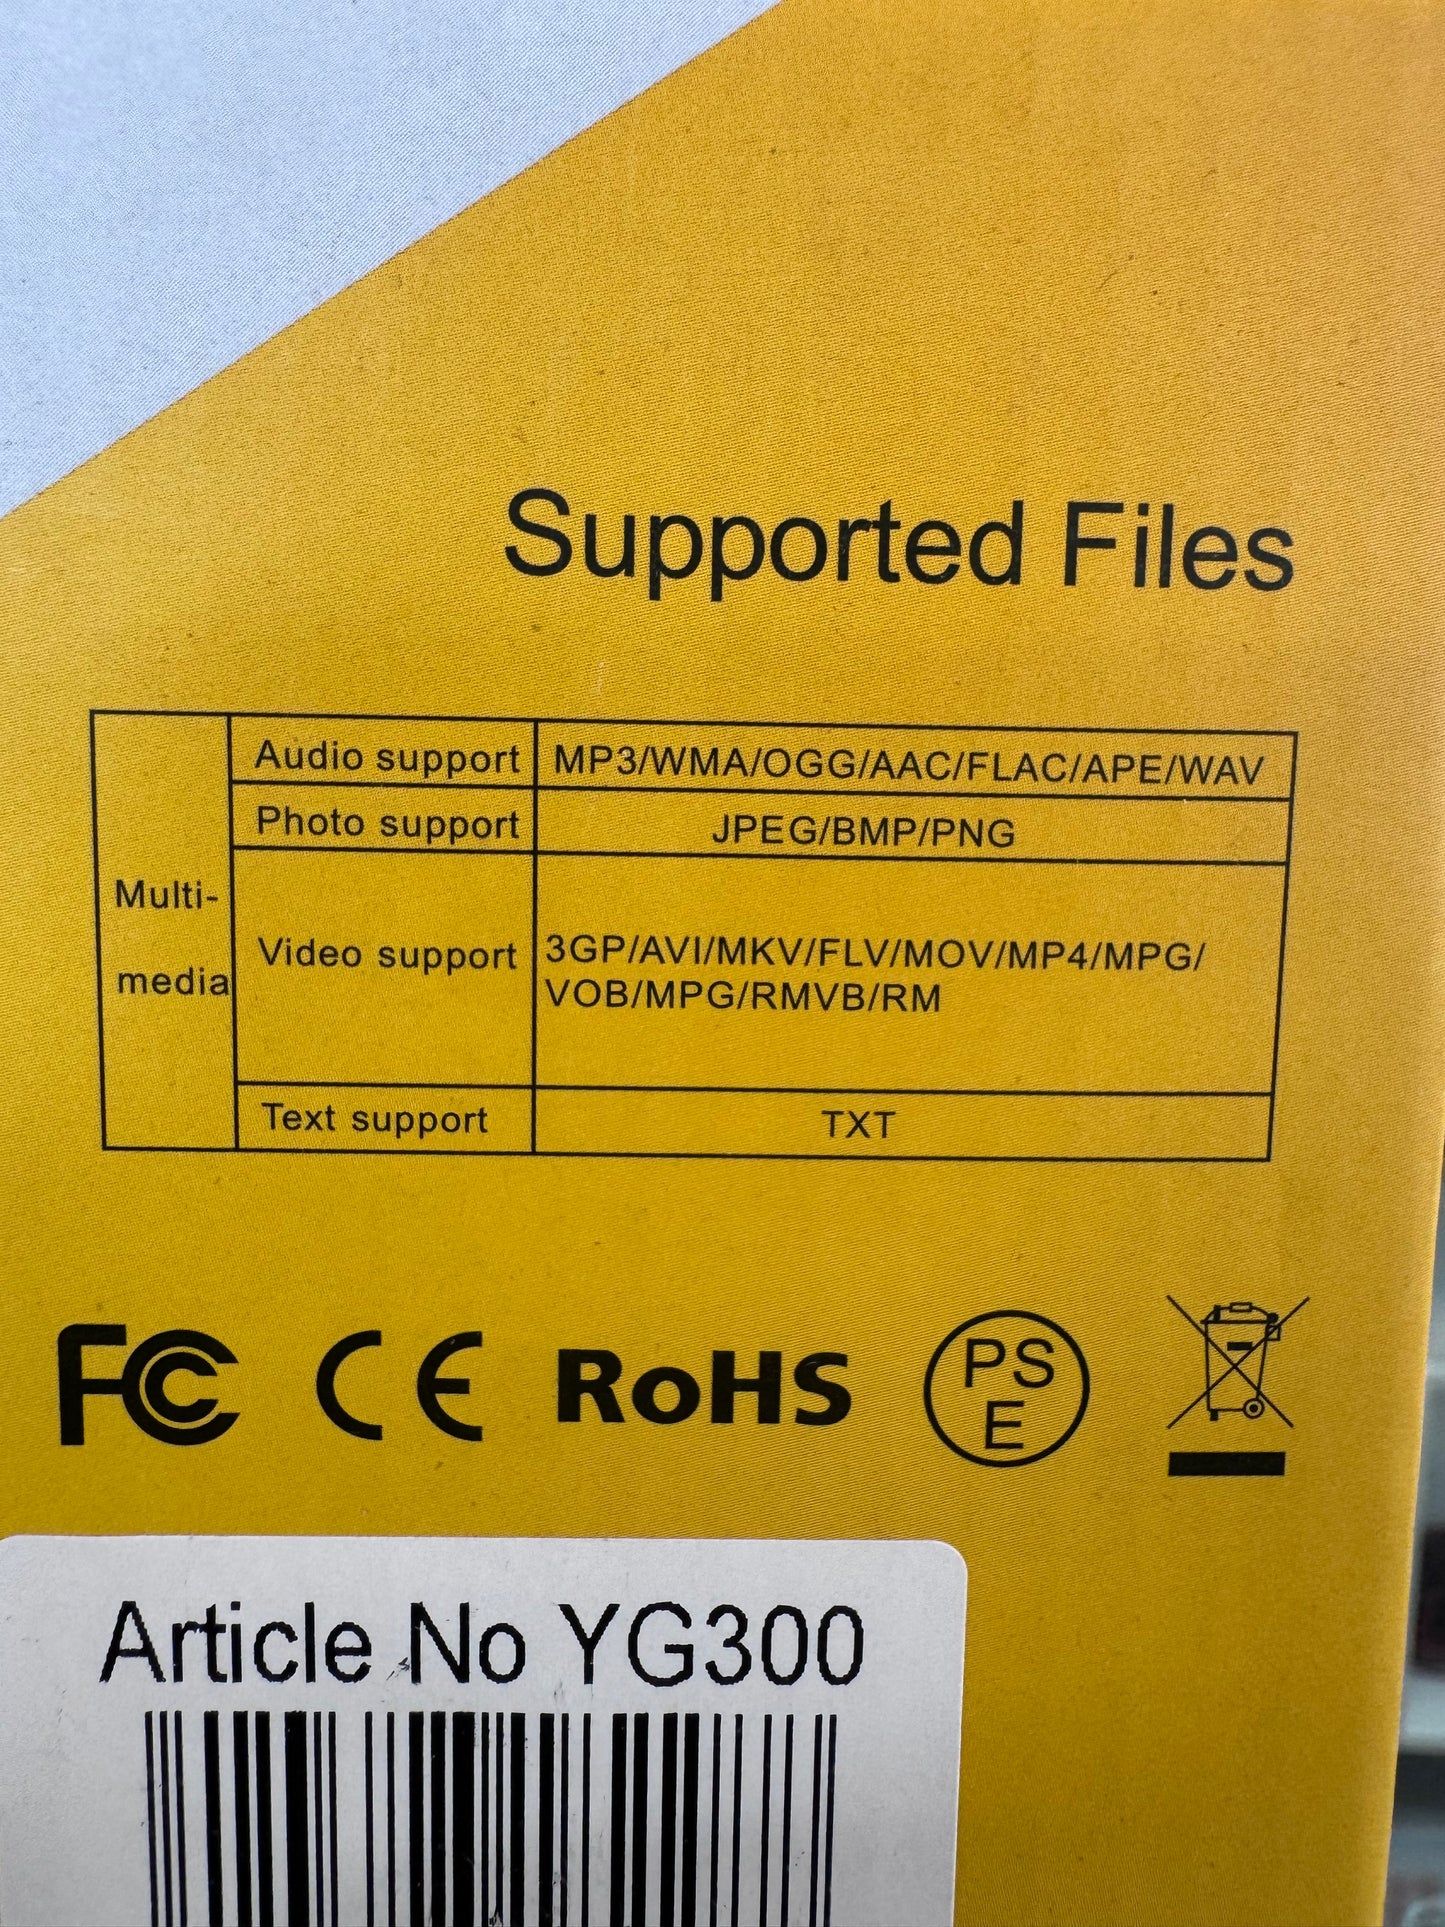 Supported Files
Multi-
media
Audio support MP3/WMA/OGG/AAC/FLAC/APE/WAV
Photo support JPEG/BMP/PNG
Video support 3GP/AVI/MKV/FLV/MOV/MP4/MPG/
VOB/MPG/RMVB/RM
Text support TXT
FC CE RoHS PS
E
Article No YG300